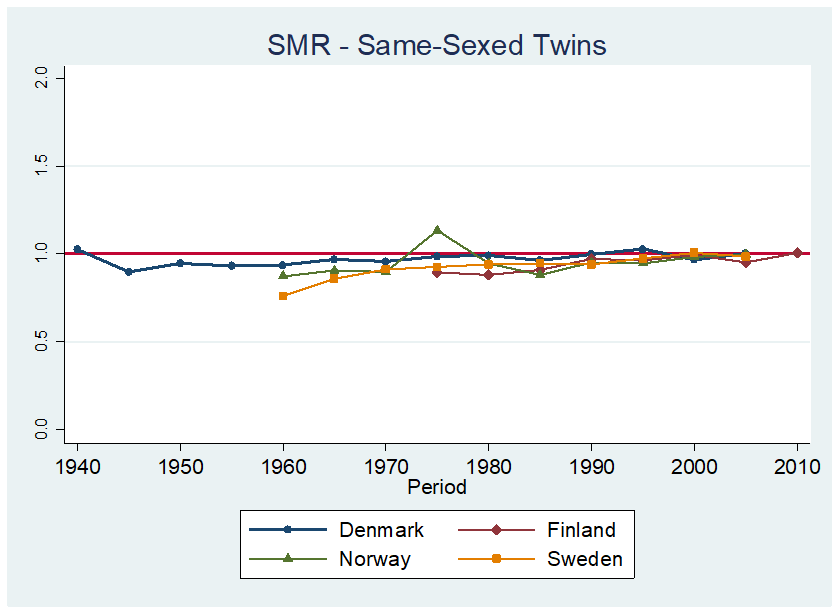 SMR - Same-Sexed Twins
2.0
1.5
1.0
0.5
0.0
1940 1950 1960 1970 1980 1990 2000 2010
Period
Denmark Finland
Norway Sweden